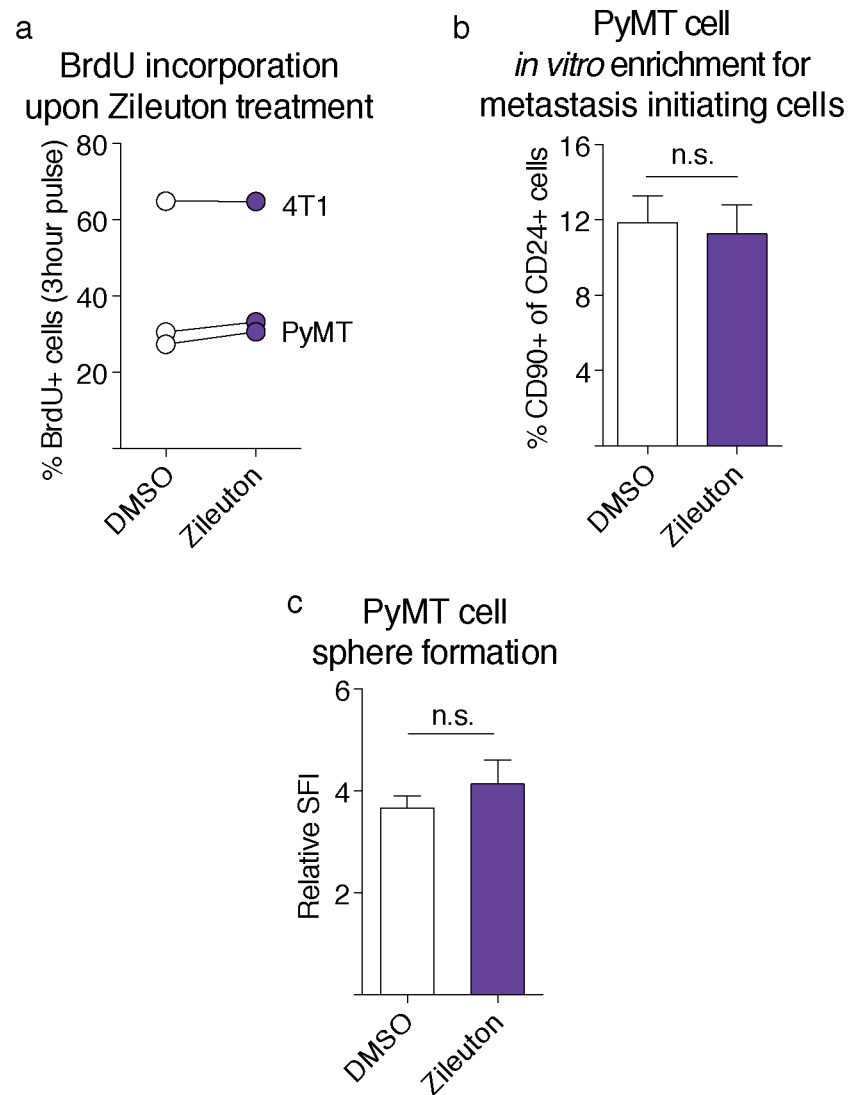 a
BrdU incorporation
upon Zileuton treatment
% BrdU+ cells (3hour pulse)
80
60
40
20
4T1
PyMT
DMSO
Zileuton
b
PyMT cell
in vitro enrichment for
metastasis initiating cells
% CD90+ of CD24+ cells
16
12
8
4
n.s.
DMSO
Zileuton
c
PyMT cell
sphere formation
Relative SFI
6
4
2
n.s.
DMSO
Zileuton